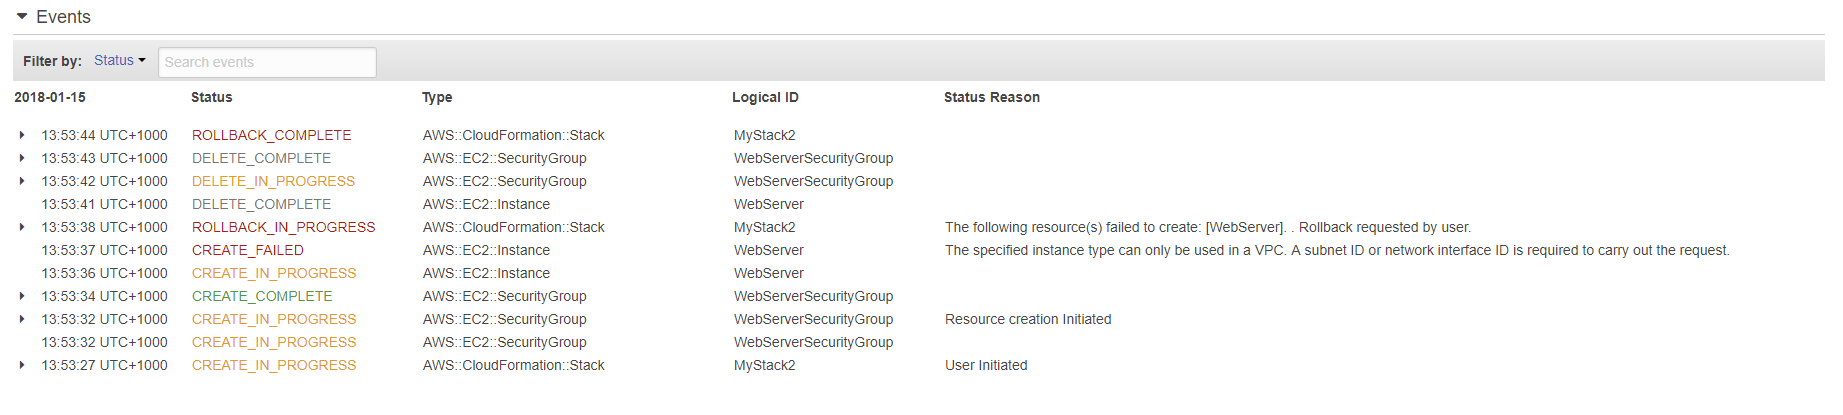 Events
Filter by: Status Search events
2018-01-15 Status Type Logical ID Status Reason
13:53:44 UTC+1000 ROLLBACK_COMPLETE AWS::CloudFormation::Stack MyStack2
13:53:43 UTC+1000 DELETE_COMPLETE AWS::EC2::SecurityGroup WebServerSecurityGroup
13:53:42 UTC+1000 DELETE_IN_PROGRESS AWS::EC2::SecurityGroup WebServerSecurityGroup
13:53:41 UTC+1000 DELETE_COMPLETE AWS::EC2::Instance WebServer
13:53:38 UTC+1000 ROLLBACK_IN_PROGRESS AWS::CloudFormation::Stack MyStack2 The following resource(s) failed to create: [WebServer]. . Rollback requested by user.
13:53:37 UTC+1000 CREATE_FAILED AWS::EC2::Instance WebServer The specified instance type can only be used in a VPC. A subnet ID or network interface ID is required to carry out the request.
13:53:36 UTC+1000 CREATE_IN_PROGRESS AWS::EC2::Instance WebServer
13:53:34 UTC+1000 CREATE_COMPLETE AWS::EC2::SecurityGroup WebServerSecurityGroup
13:53:32 UTC+1000 CREATE_IN_PROGRESS AWS::EC2::SecurityGroup WebServerSecurityGroup Resource creation Initiated
13:53:32 UTC+1000 CREATE_IN_PROGRESS AWS::EC2::SecurityGroup WebServerSecurityGroup
13:53:27 UTC+1000 CREATE_IN_PROGRESS AWS::CloudFormation::Stack MyStack2 User Initiated